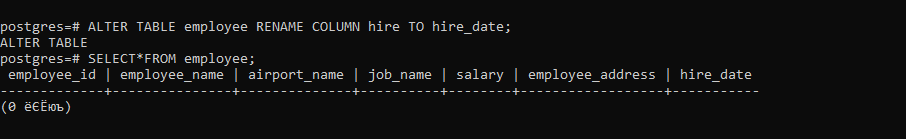 postgres=# ALTER TABLE employee RENAME COLUMN hire TO hire_date;
ALTER TABLE
postgres=# SELECT*FROM employee;
 employee_id | employee_name | airport_name | job_name | salary | employee_address | hire_date
-------------+---------------+--------------+----------+--------+------------------+-----------
(0 ёЄЁюъ)